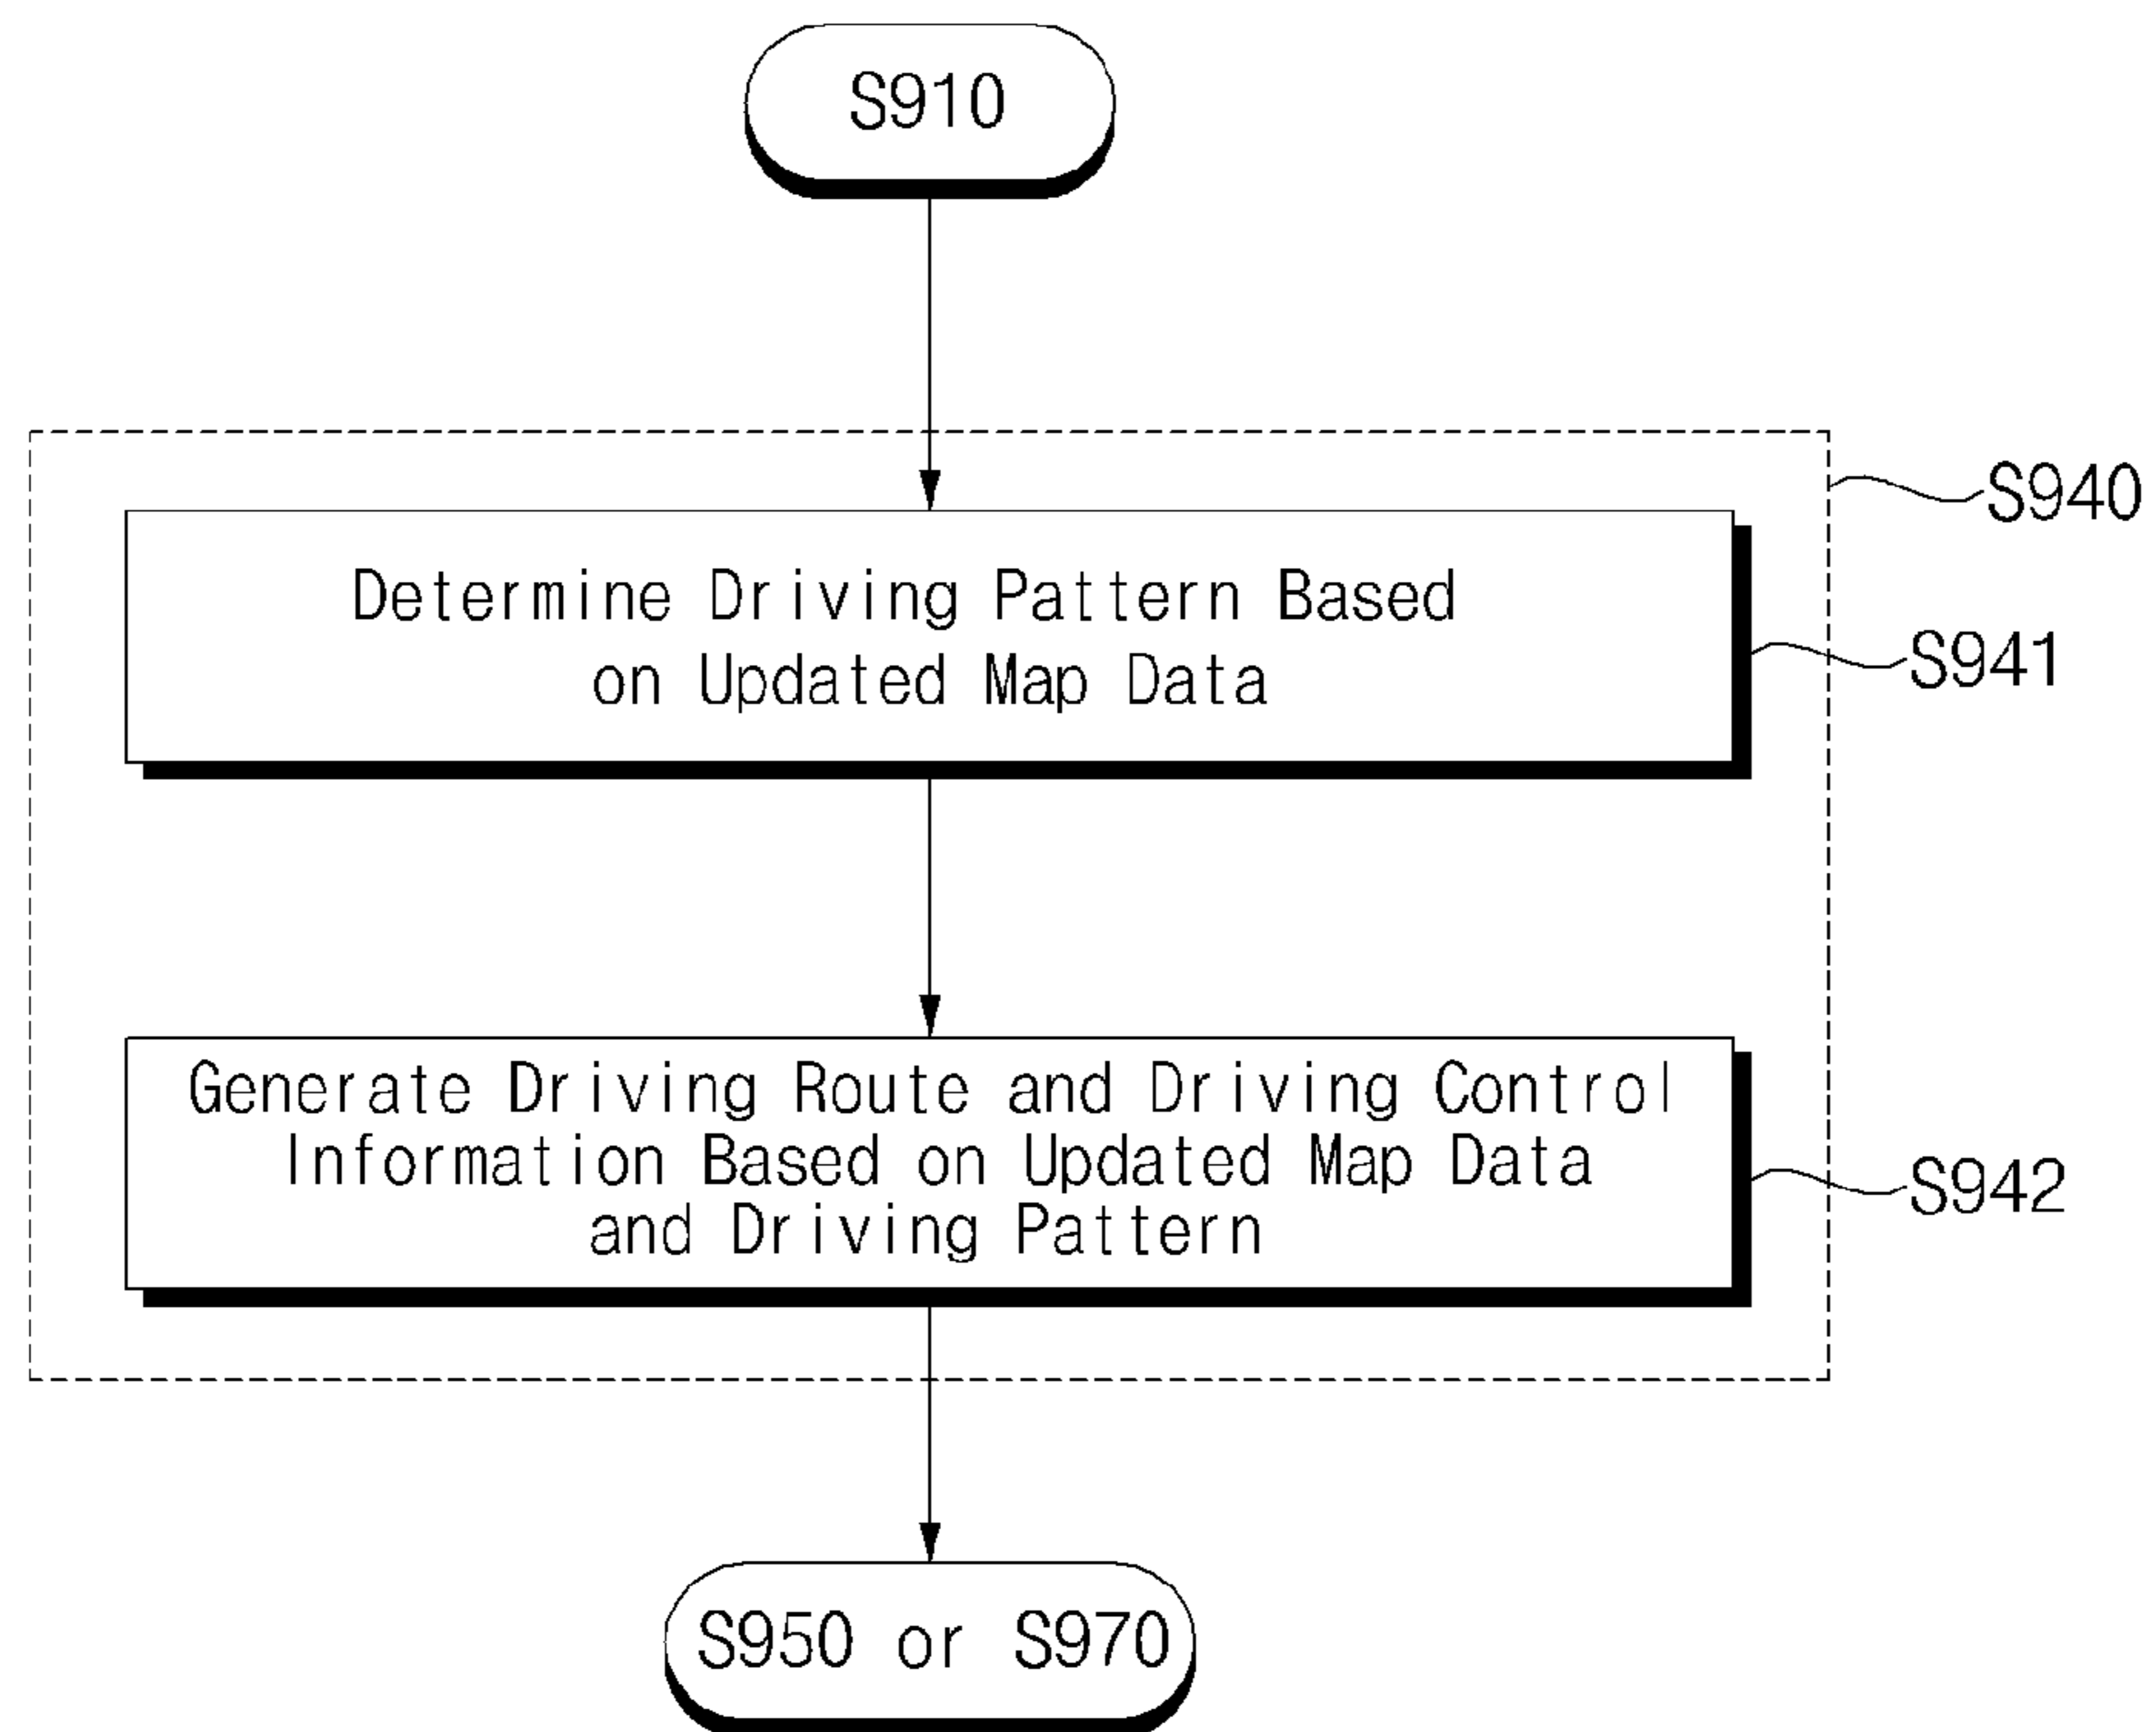 S910
S940
Determine Driving Pattern Based
on Updated Map Data
S941
Generate Driving Route and Driving Control
Information Based on Updated Map Data
and Driving Pattern
S942
S950 or S970